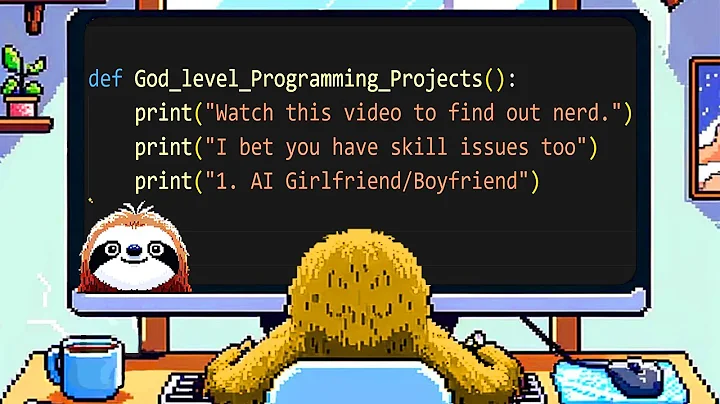 def God_level_Programming_Projects():
print("Watch this video to find out nerd.")
print("I bet you have skill issues too")
print("1. AI Girlfriend/Boyfriend")